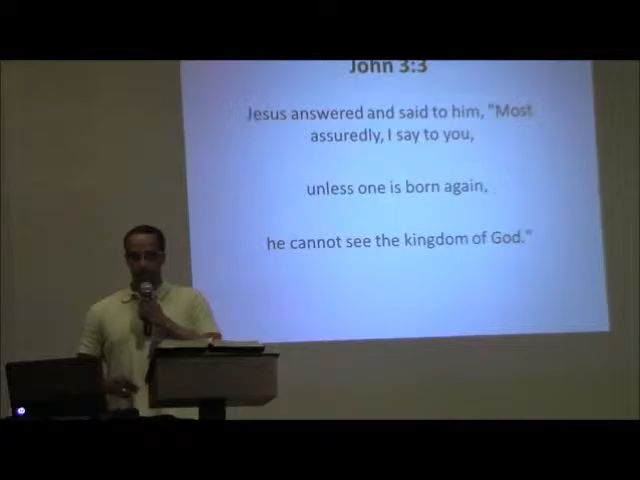 John 3:3
Jesus answered and said to him, "Most
assuredly, I say to you,
unless one is born again,
he cannot see the kingdom of God."